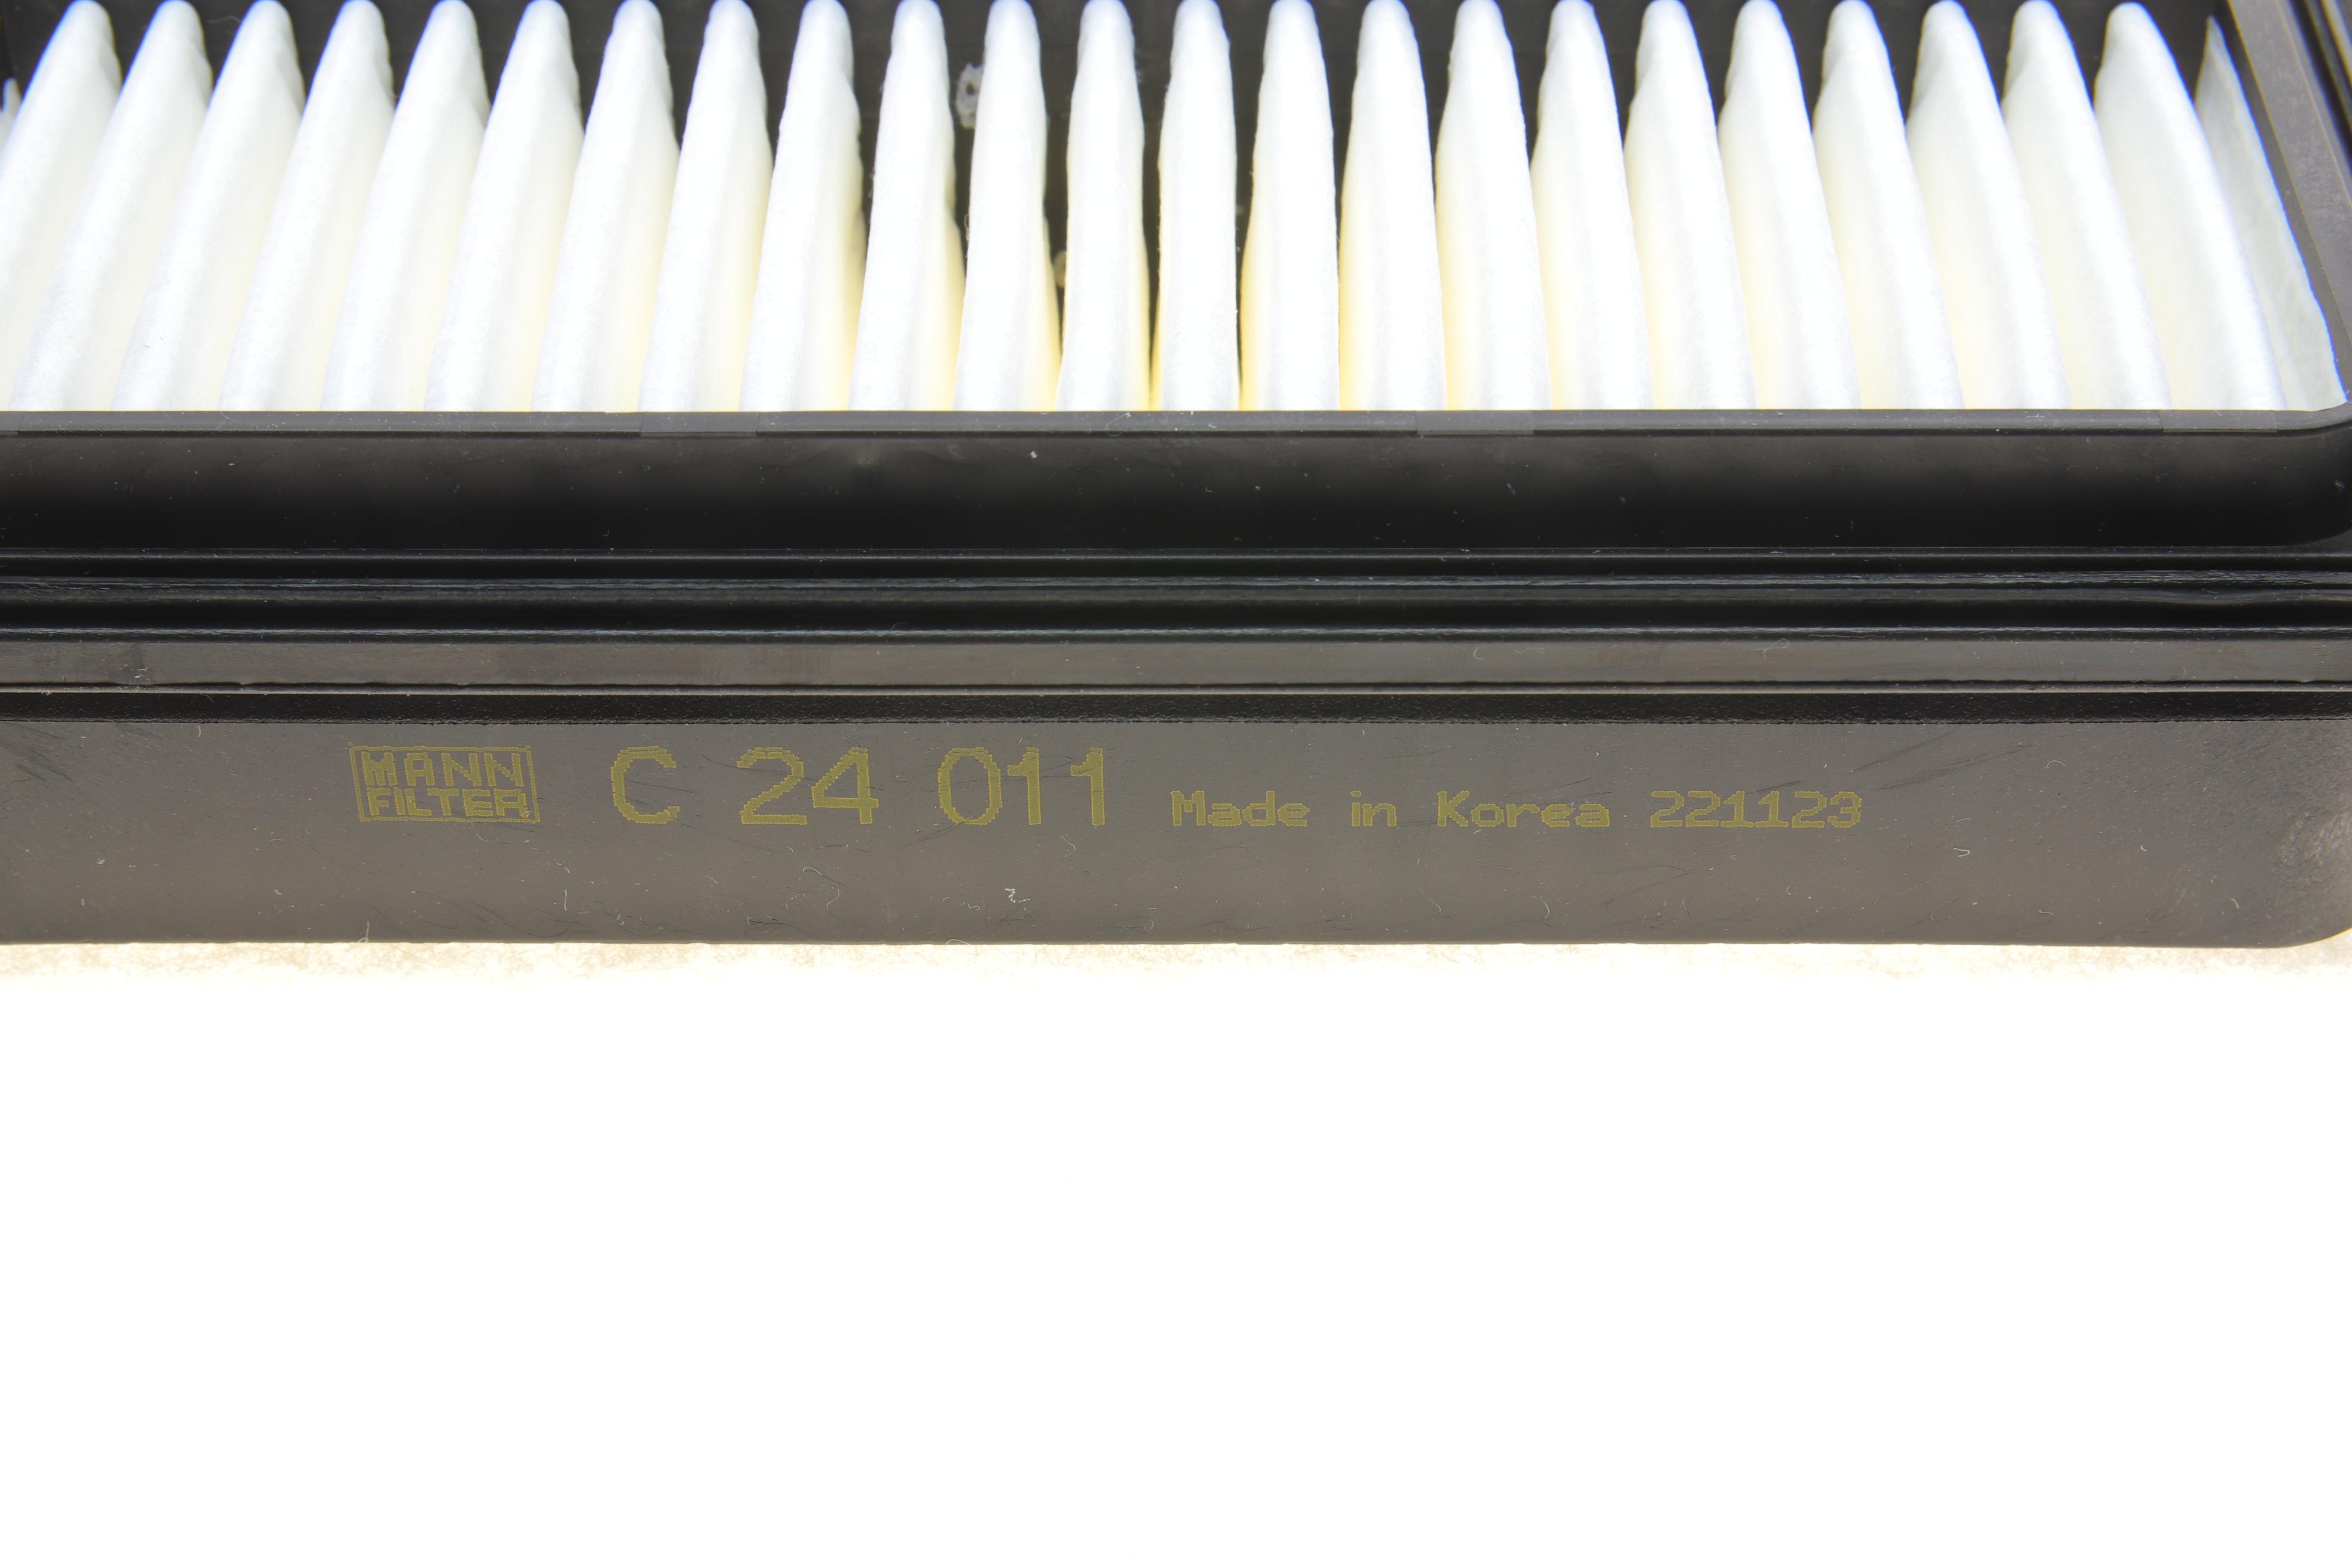 MANN
FILTER
C 24 011 Made in Korea 221123